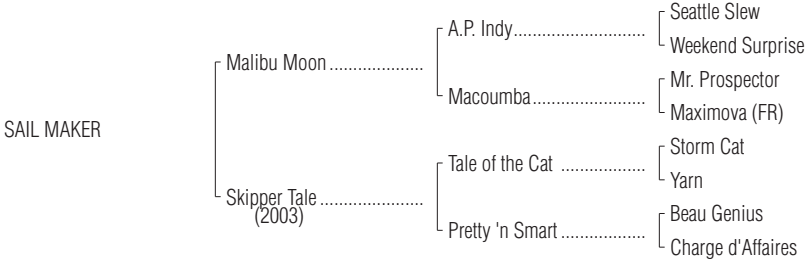 Seattle Slew
A.P. Indy............................
Weekend Surprise
Malibu Moon....................
Mr. Prospector
Macoumba........................
Maximova (FR)
SAIL MAKER
Storm Cat
Tale of the Cat ..................
Yarn
Skipper Tale......................
(2003)
Beau Genius
Pretty 'n Smart..................
Charge d'Affaires